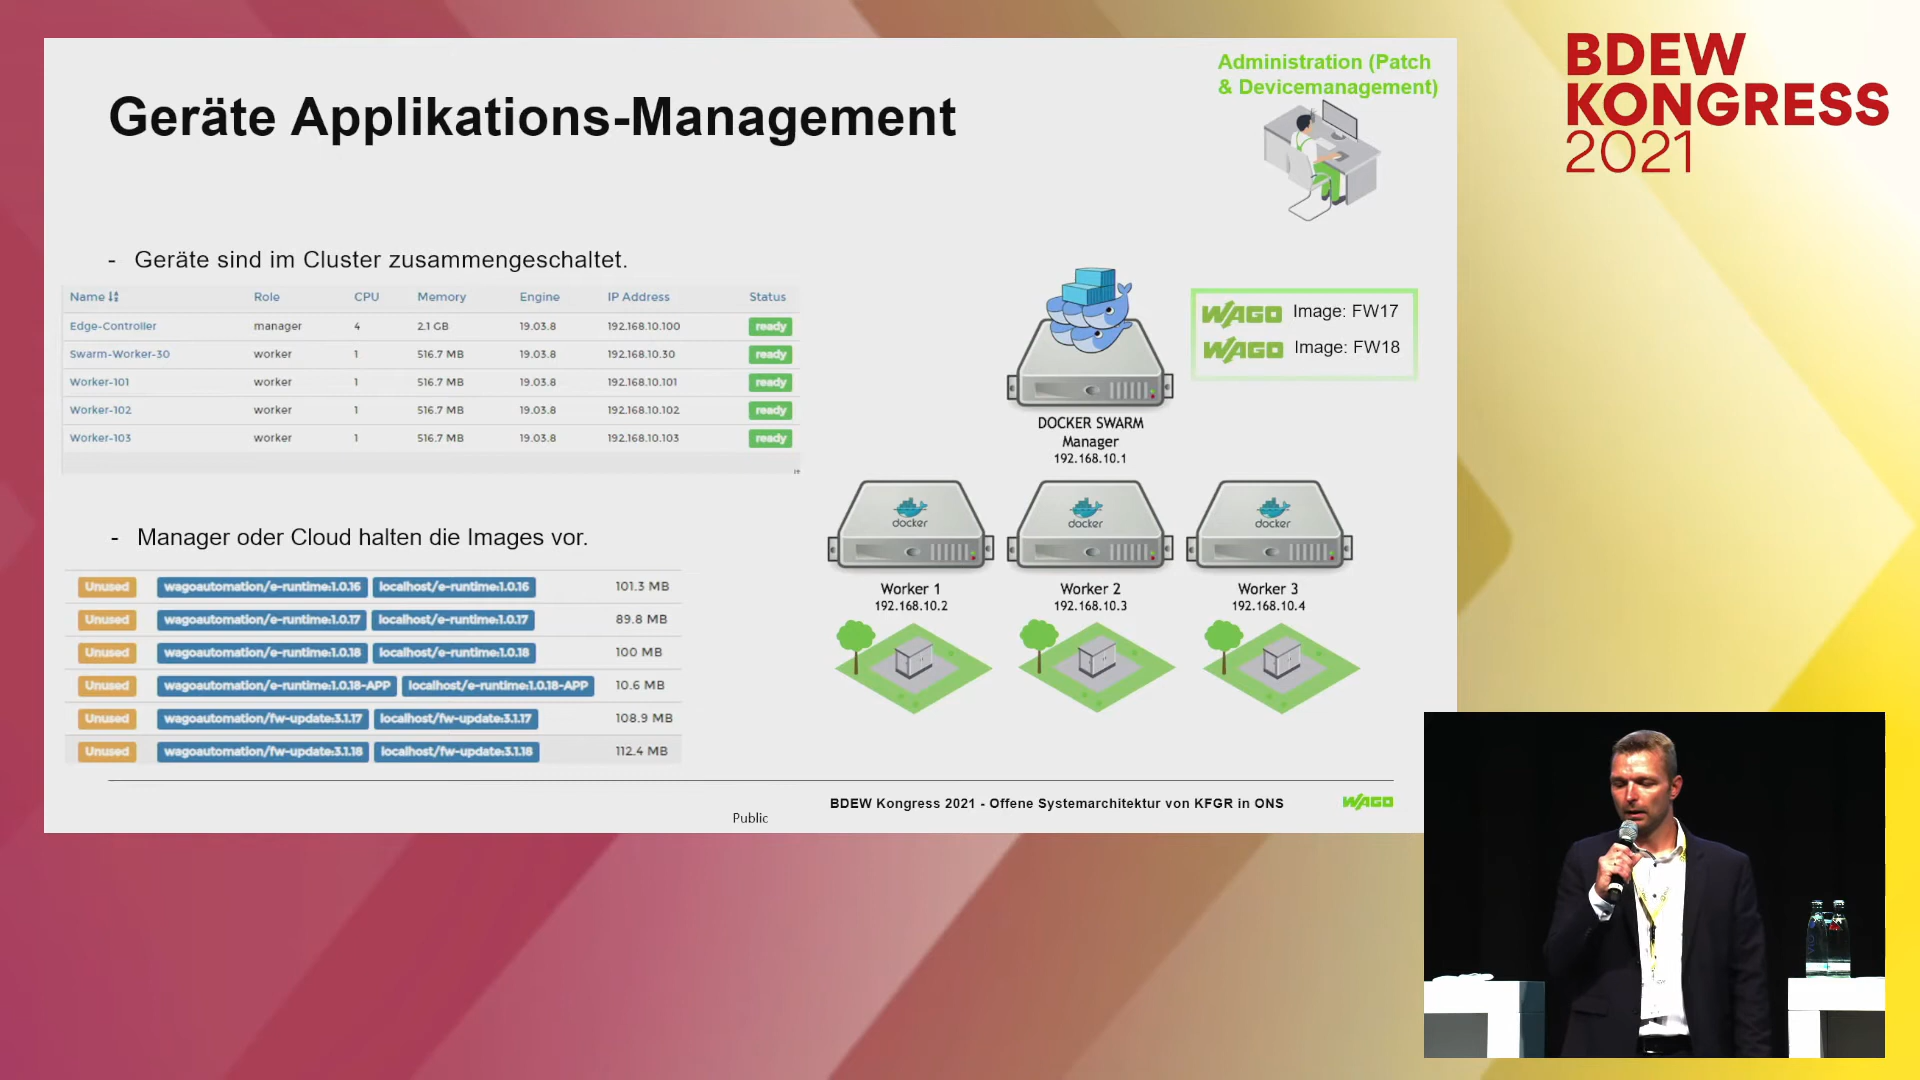 Administration (Patch
& Devicemanagement)
Geräte Applikations-Management
BDEW
KONGRESS
2021
- Geräte sind im Cluster zusammengeschaltet.
Name Role CPU Memory Engine IP Address Status
Edge-Controller manager 4 2.1 GB 19.03.8 192.168.10.100 ready
Swarm-Worker-30 worker 1 516.7 MB 19.03.8 192.168.10.30 ready
Worker-101 worker 1 516.7 MB 19.03.8 192.168.10.101 ready
Worker-102 worker 1 516.7 MB 19.03.8 192.168.10.102 ready
Worker-103 worker 1 516.7 MB 19.03.8 192.168.10.103 ready
WAGO Image: FW17
WAGO Image: FW18
DOCKER SWARM
Manager
192.168.10.1
docker docker docker
Worker 1 Worker 2 Worker 3
192.168.10.2 192.168.10.3 192.168.10.4
- Manager oder Cloud halten die Images vor.
Unused wagoautomation/e-runtime:1.0.16 localhost/e-runtime:1.0.16 101.3 MB
Unused wagoautomation/e-runtime:1.0.17 localhost/e-runtime:1.0.17 89.8 MB
Unused wagoautomation/e-runtime:1.0.18 localhost/e-runtime:1.0.18 100 MB
Unused wagoautomation/e-runtime:1.0.18-APP localhost/e-runtime:1.0.18-APP 10.6 MB
Unused wagoautomation/fw-update:3.1.17 localhost/fw-update:3.1.17 108.9 MB
Unused wagoautomation/fw-update:3.1.18 localhost/fw-update:3.1.18 112.4 MB
BDEW Kongress 2021 - Offene Systemarchitektur von KFGR in ONS
WAGO
Public